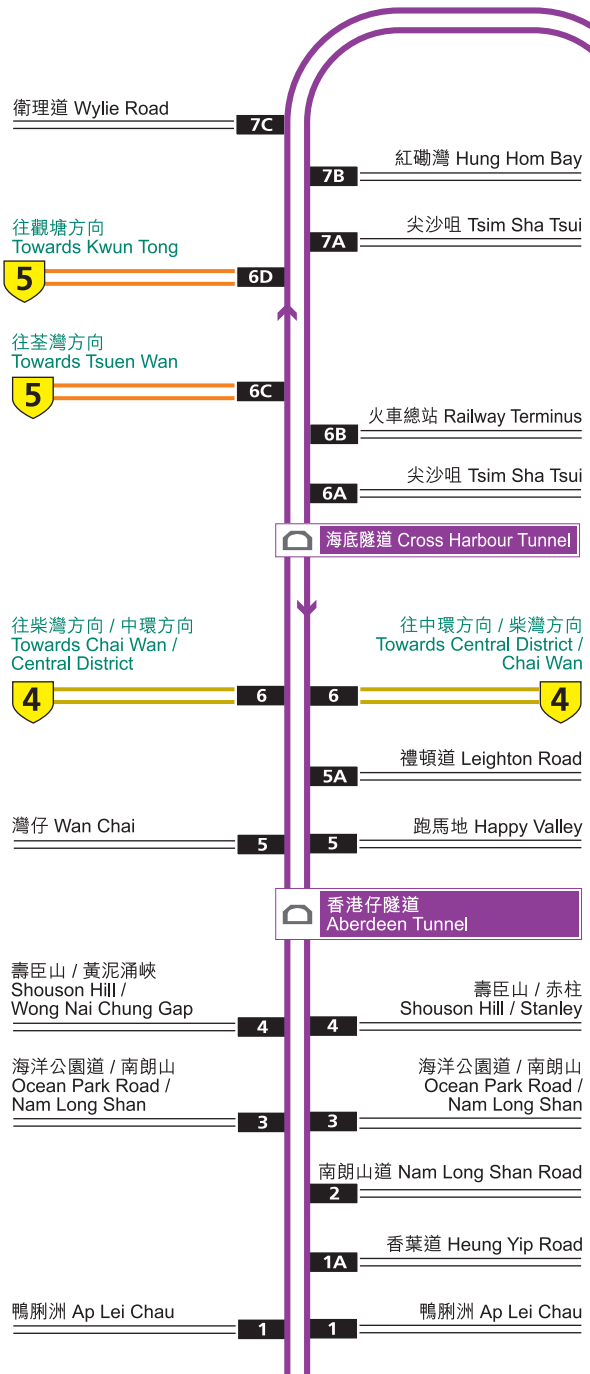 衛理道 Wylie Road
7C
紅磡灣 Hung Hom Bay
7B
尖沙咀 Tsim Sha Tsui
7A
往觀塘方向
Towards Kwun Tong
5
6D
往荃灣方向
Towards Tsuen Wan
5
6C
火車總站 Railway Terminus
6B
尖沙咀 Tsim Sha Tsui
6A
海底隧道 Cross Harbour Tunnel
往柴灣方向 / 中環方向
Towards Chai Wan /
Central District
4
6
往中環方向 / 柴灣方向
Towards Central District /
Chai Wan
6
4
禮頓道 Leighton Road
5A
灣仔 Wan Chai
5
跑馬地 Happy Valley
5
香港仔隧道
Aberdeen Tunnel
壽臣山 / 黃泥涌峽
Shouson Hill /
Wong Nai Chung Gap
4
壽臣山 / 赤柱
Shouson Hill / Stanley
4
海洋公園道 / 南朗山
Ocean Park Road /
Nam Long Shan
3
海洋公園道 / 南朗山
Ocean Park Road /
Nam Long Shan
3
南朗山道 Nam Long Shan Road
2
香葉道 Heung Yip Road
1A
鴨脷洲 Ap Lei Chau
1
鴨脷洲 Ap Lei Chau
1